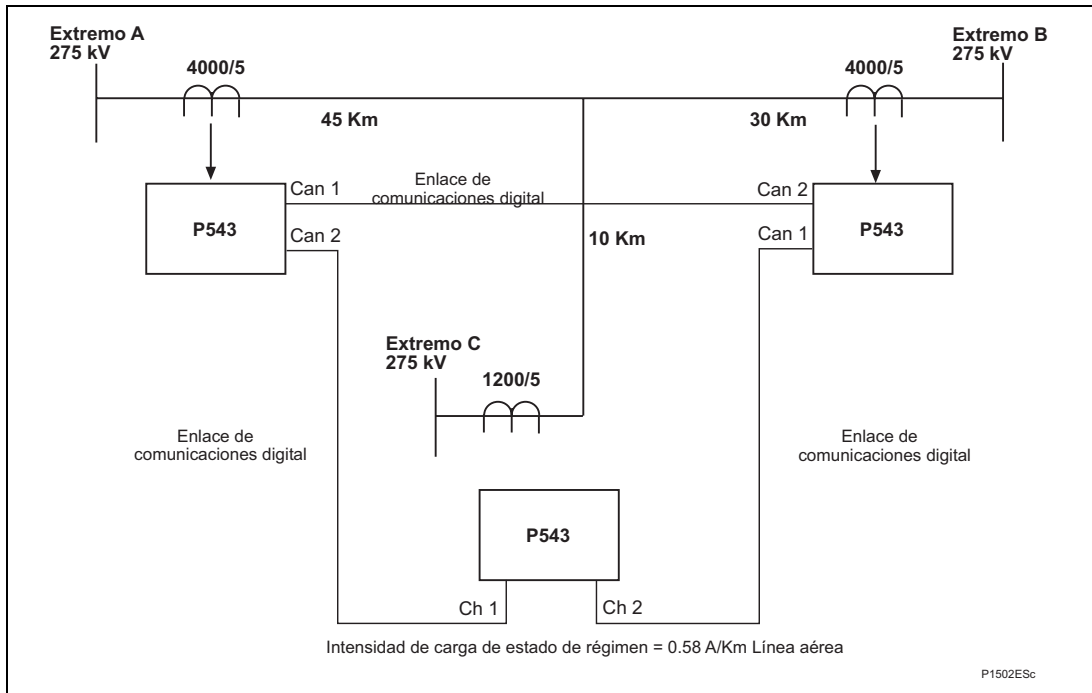 Extremo A
275 kV
4000/5
4000/5
Extremo B
275 kV
45 Km
30 Km
Can 1
Enlace de
comunicaciones digital
Can 2
P543
P543
Can 2
10 Km
Can 1
Extremo C
275 kV
1200/5
Enlace de
comunicaciones digital
Enlace de
comunicaciones digital
P543
Ch 1
Ch 2
Intensidad de carga de estado de régimen = 0.58 A/Km Línea aérea
P1502ESc